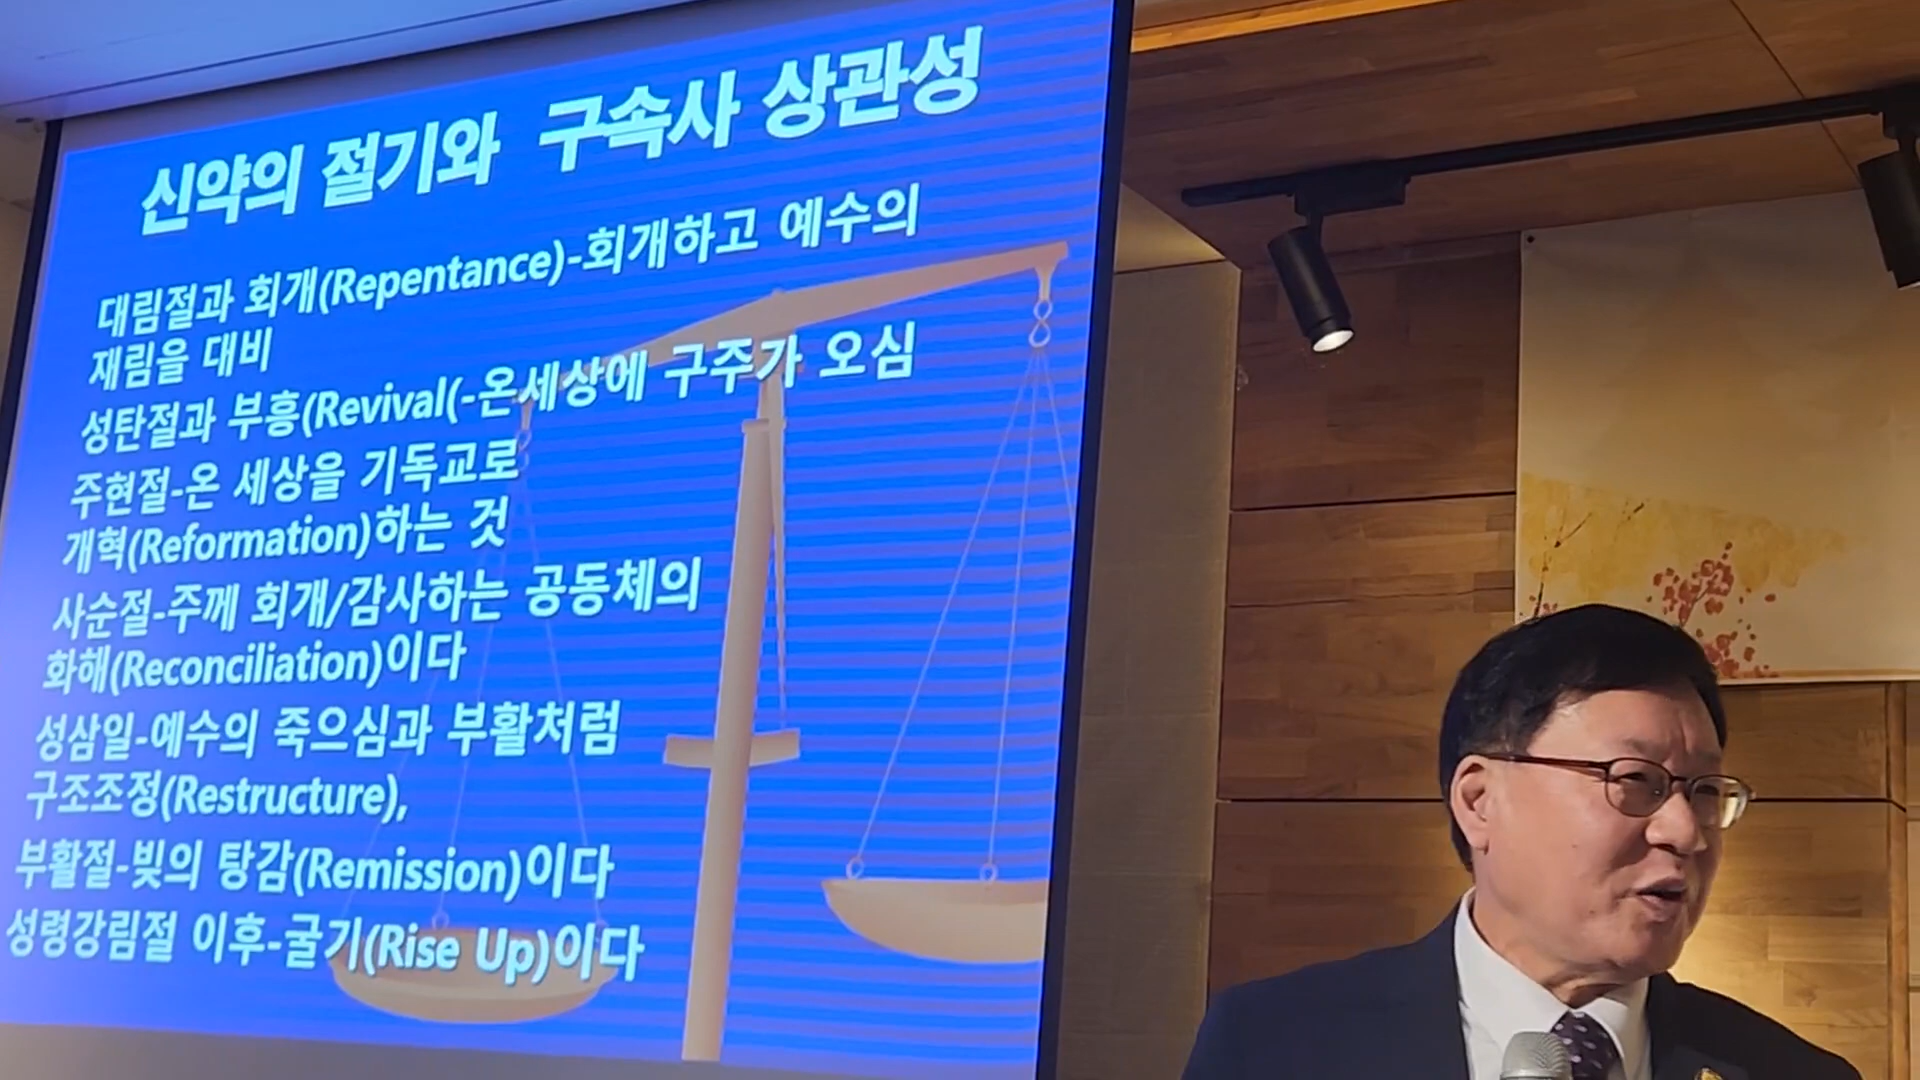 신약의 절기와 구속사 상관성
대림절과 회개(Repentance)-회개하고 예수의
재림을 대비
성탄절과 부흥(Revival(-온세상에 구주가 오심
주현절-온 세상을 기독교로
개혁(Reformation)하는 것
사순절-주께 회개/감사하는 공동체의
화해(Reconciliation)이다
성삼일-예수의 죽으심과 부활처럼
구조조정(Restructure),
부활절-빚의 탕감(Remission)이다
성령강림절 이후-굴기(Rise Up)이다